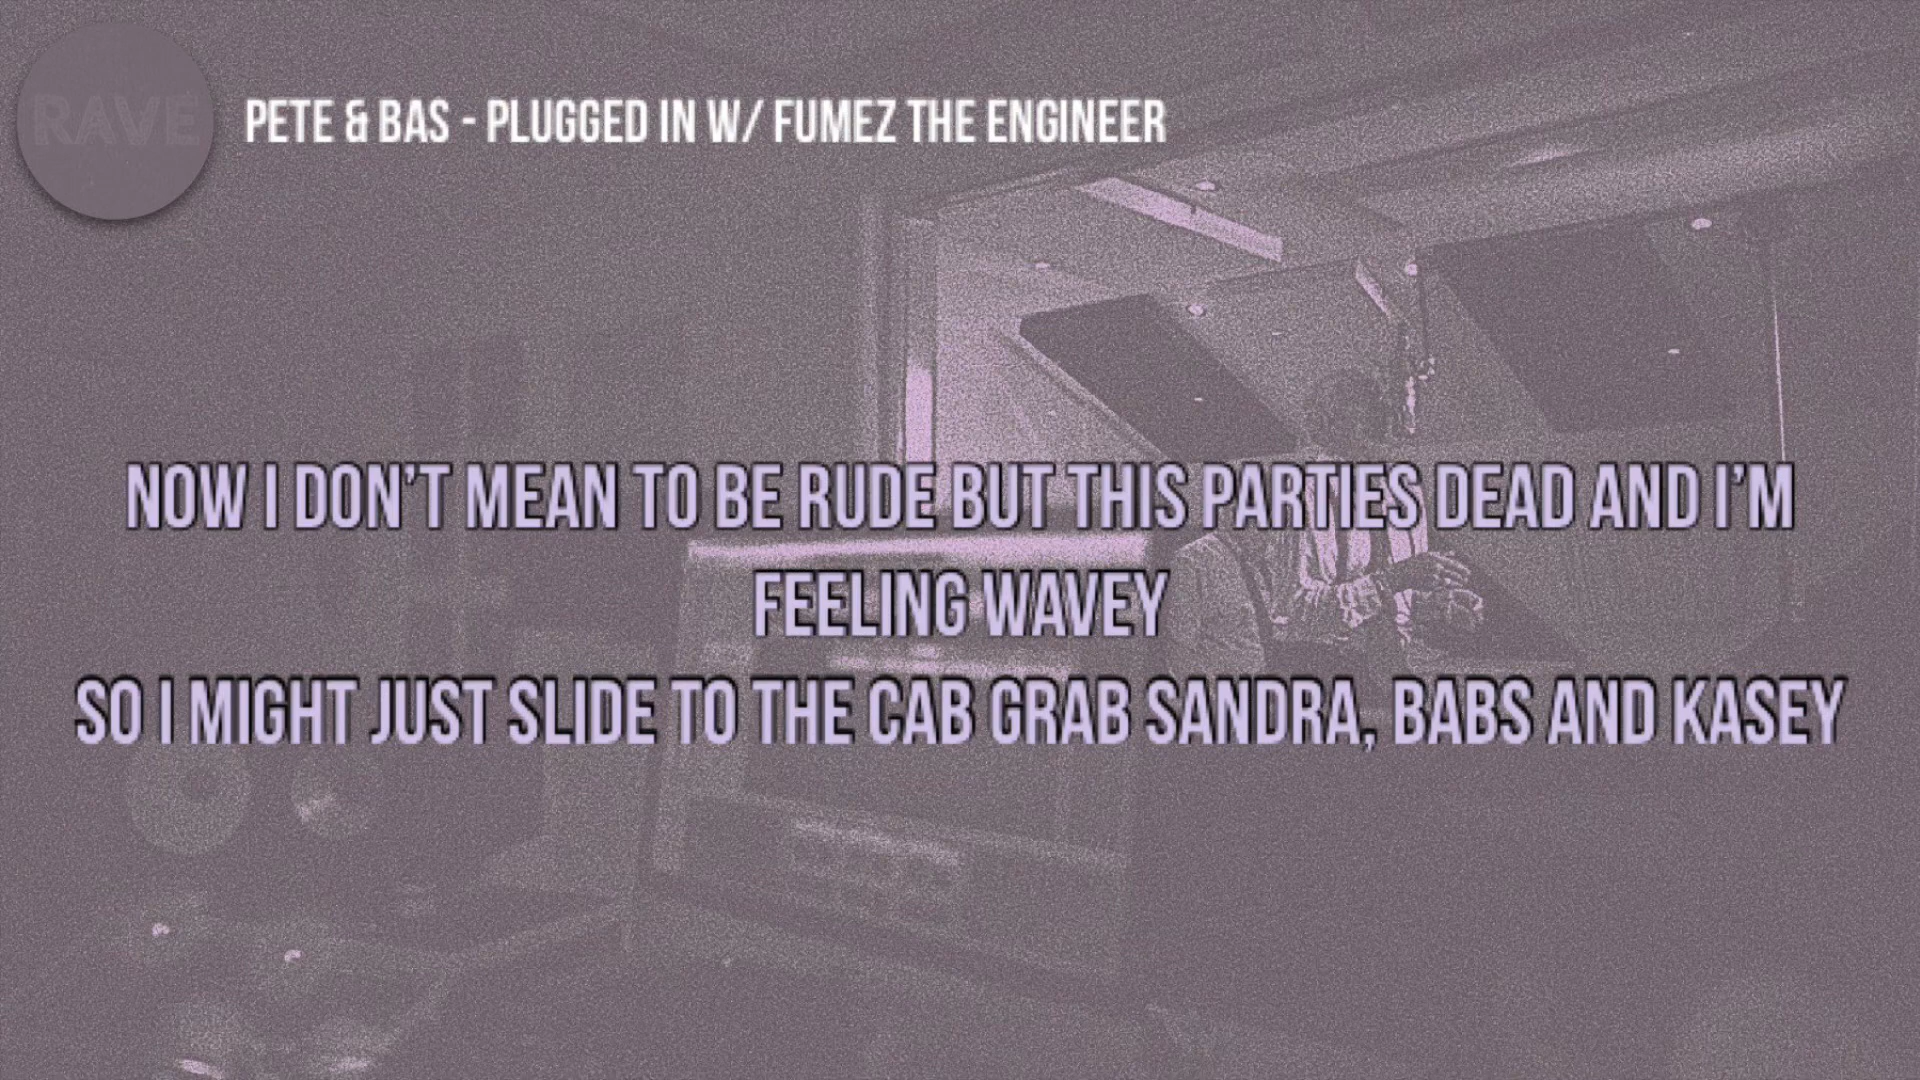 RAVE
PETE & BAS - PLUGGED IN W/ FUMEZ THE ENGINEER
NOW I DON'T MEAN TO BE RUDE BUT THIS PARTIES DEAD AND I'M
FEELING WAVEY
SO I MIGHT JUST SLIDE TO THE CAB GRAB SANDRA, BABS AND KASEY